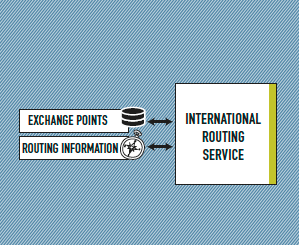 EXCHANGE POINTS
ROUTING INFORMATION
INTERNATIONAL
ROUTING
SERVICE